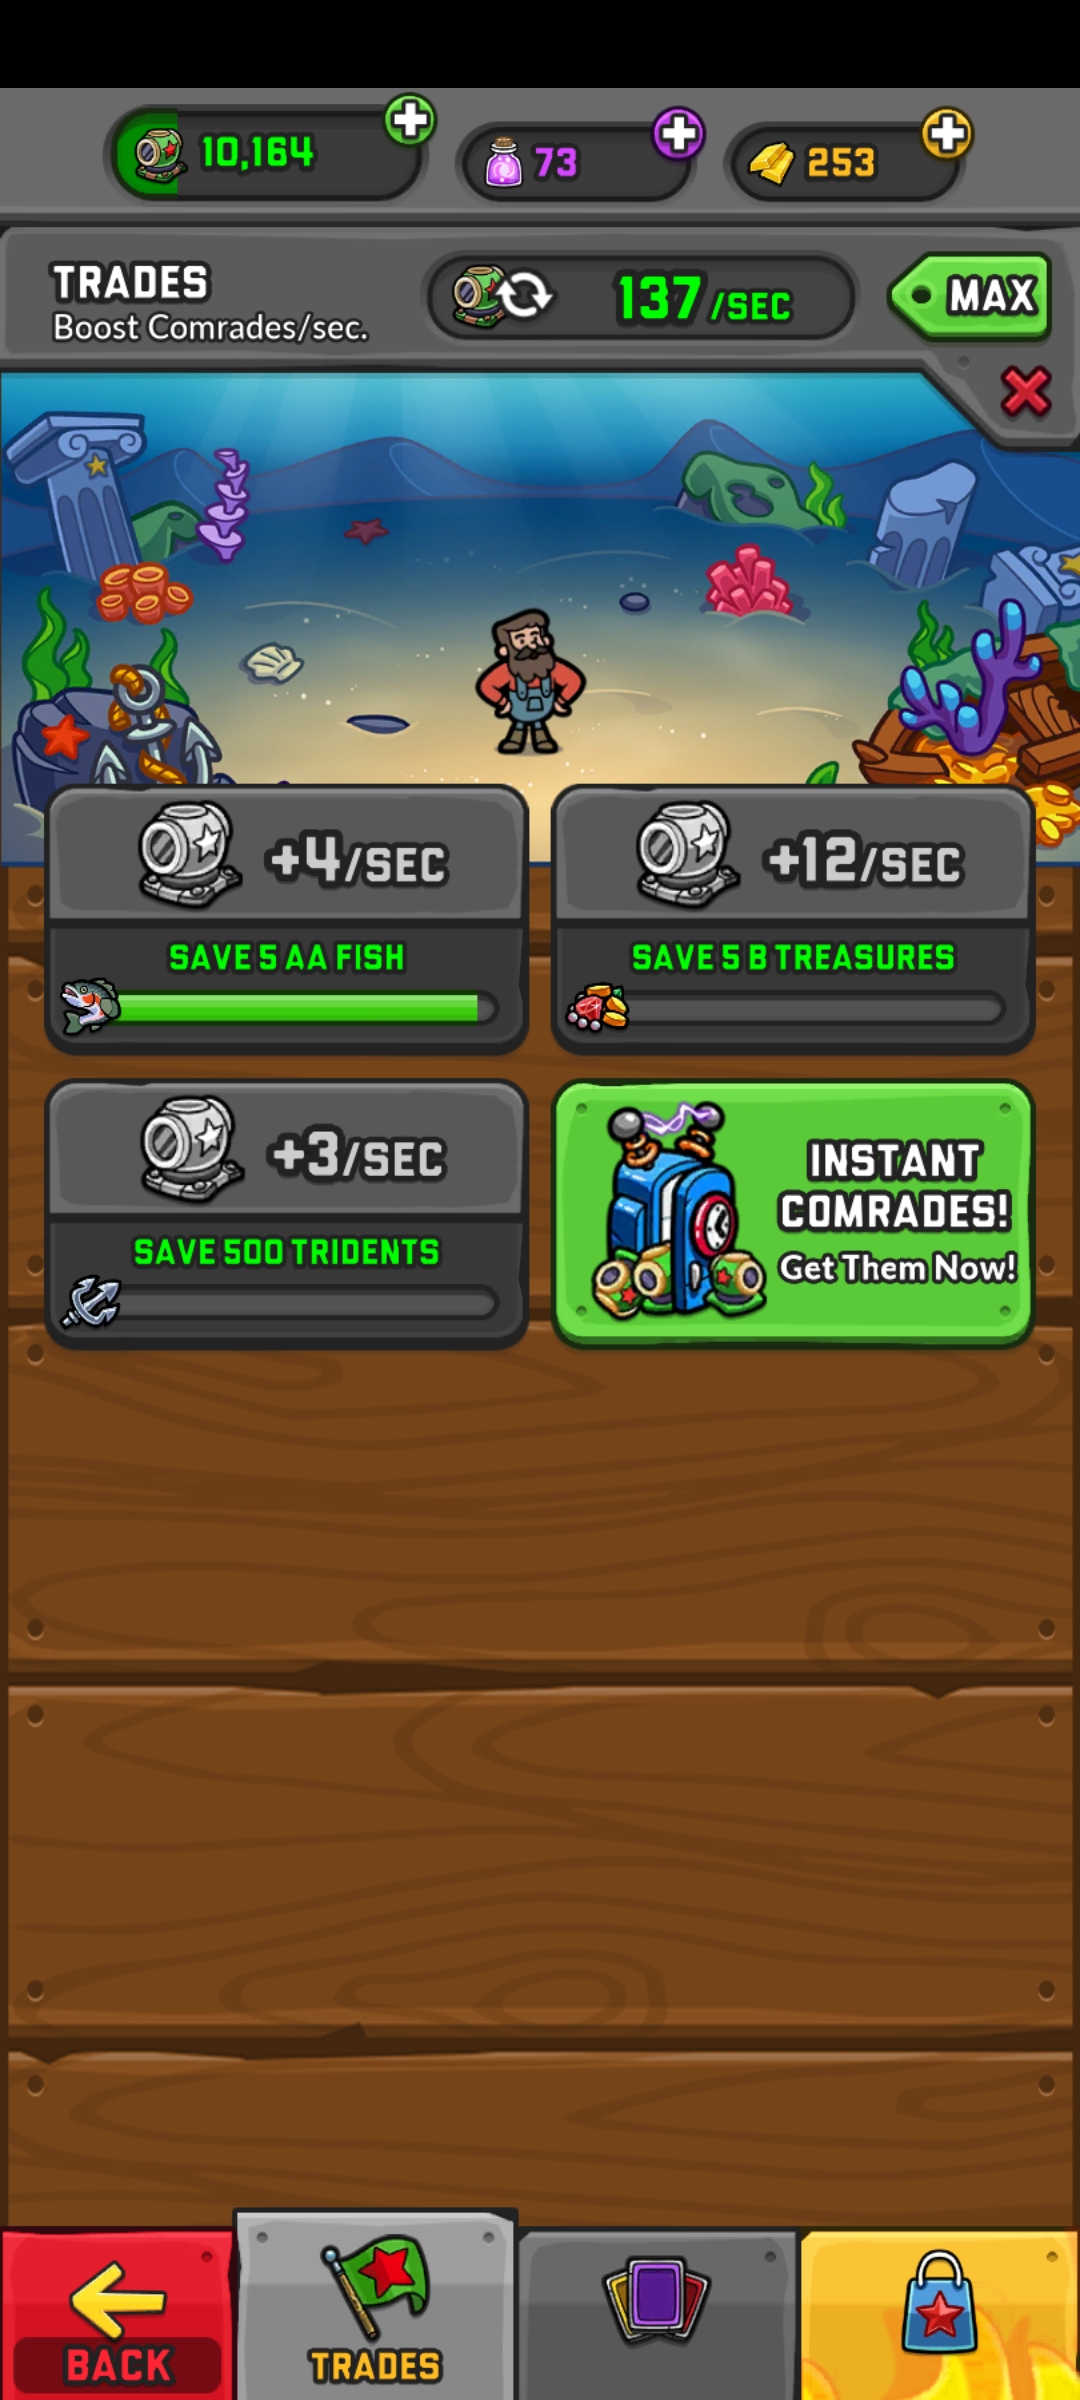 10,164
73
253
TRADES
Boost Comrades/sec.
137/SEC
MAX
+4/SEC
SAVE 5 AA FISH
+12/SEC
SAVE 5 B TREASURES
+3/SEC
SAVE 500 TRIDENTS
INSTANT
COMRADES!
Get Them Now!
BACK
TRADES